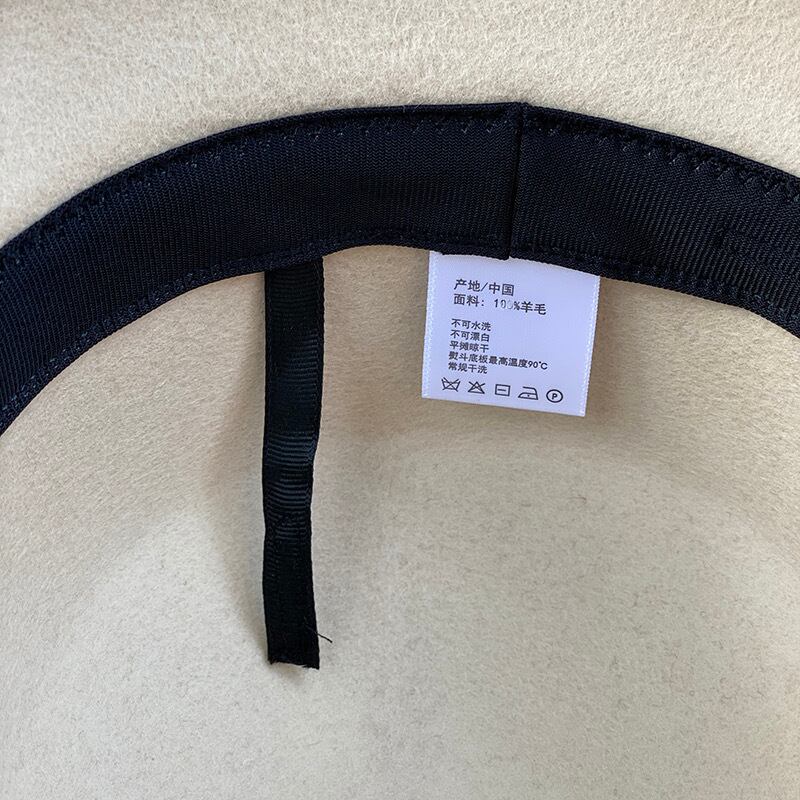 产地/中国
面料：100%羊毛
不可水洗
不可漂白
平摊晾干
熨斗底板最高温度90℃
常规干洗
P